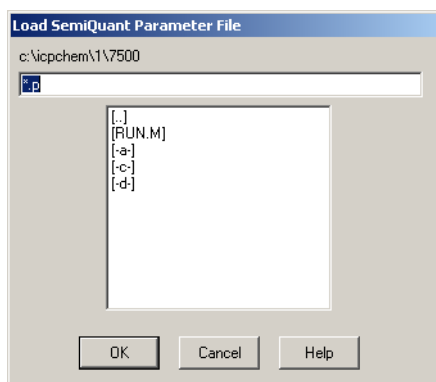 Load SemiQuant Parameter File
c:\icpchem\1\7500
*.p
[..]
[RUN.M]
[-a-]
[-c-]
[-d-]
OK Cancel Help